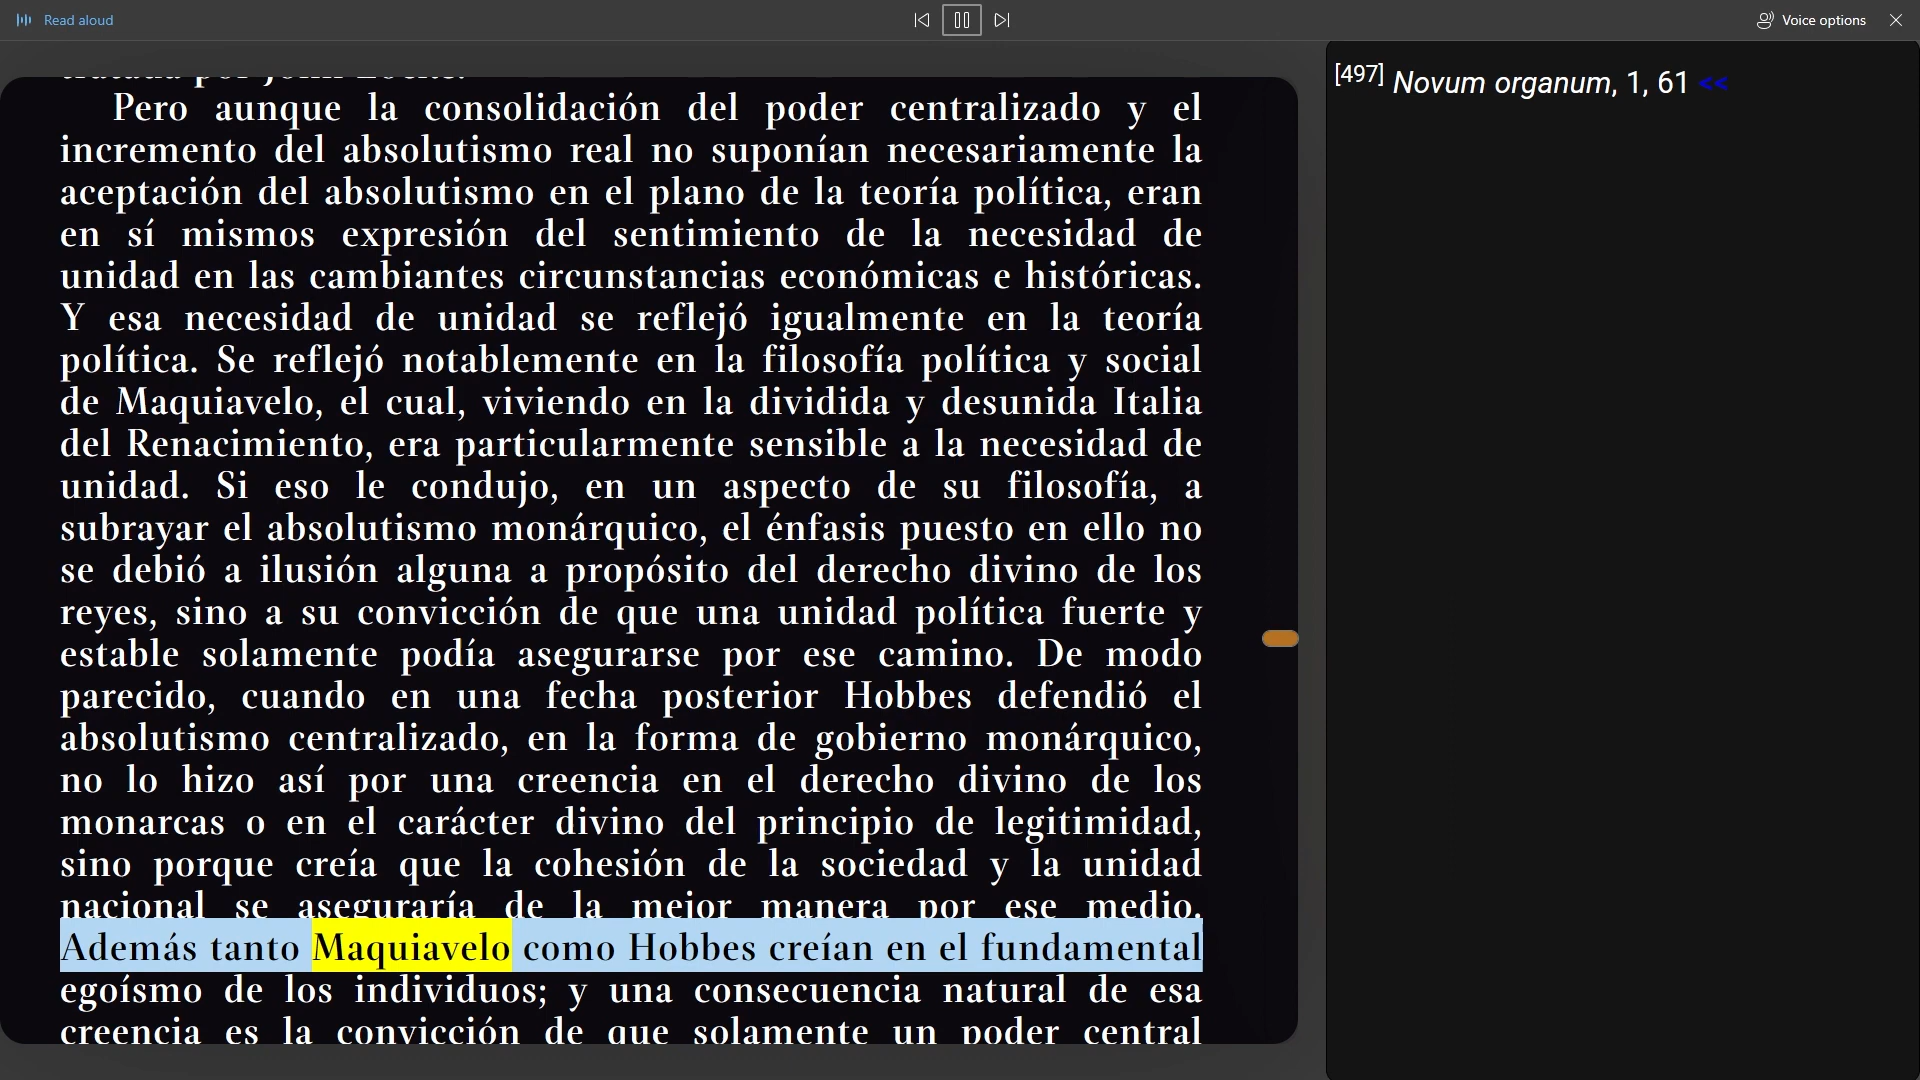 Read aloud
Voice options
tratada por John Locke.
Pero aunque la consolidación del poder centralizado y el
incremento del absolutismo real no suponían necesariamente la
aceptación del absolutismo en el plano de la teoría política, eran
en sí mismos expresión del sentimiento de la necesidad de
unidad en las cambiantes circunstancias económicas e históricas.
Y esa necesidad de unidad se reflejó igualmente en la teoría
política. Se reflejó notablemente en la filosofía política y social
de Maquiavelo, el cual, viviendo en la dividida y desunida Italia
del Renacimiento, era particularmente sensible a la necesidad de
unidad. Si eso le condujo, en un aspecto de su filosofía, a
subrayar el absolutismo monárquico, el énfasis puesto en ello no
se debió a ilusión alguna a propósito del derecho divino de los
reyes, sino a su convicción de que una unidad política fuerte y
estable solamente podía asegurarse por ese camino. De modo
parecido, cuando en una fecha posterior Hobbes defendió el
absolutismo centralizado, en la forma de gobierno monárquico,
no lo hizo así por una creencia en el derecho divino de los
monarcas o en el carácter divino del principio de legitimidad,
sino porque creía que la cohesión de la sociedad y la unidad
nacional se aseguraría de la mejor manera por ese medio.
Además tanto Maquiavelo como Hobbes creían en el fundamental
egoísmo de los individuos; y una consecuencia natural de esa
creencia es la convicción de que solamente un poder central
[497] Novum organum, 1, 61 <<